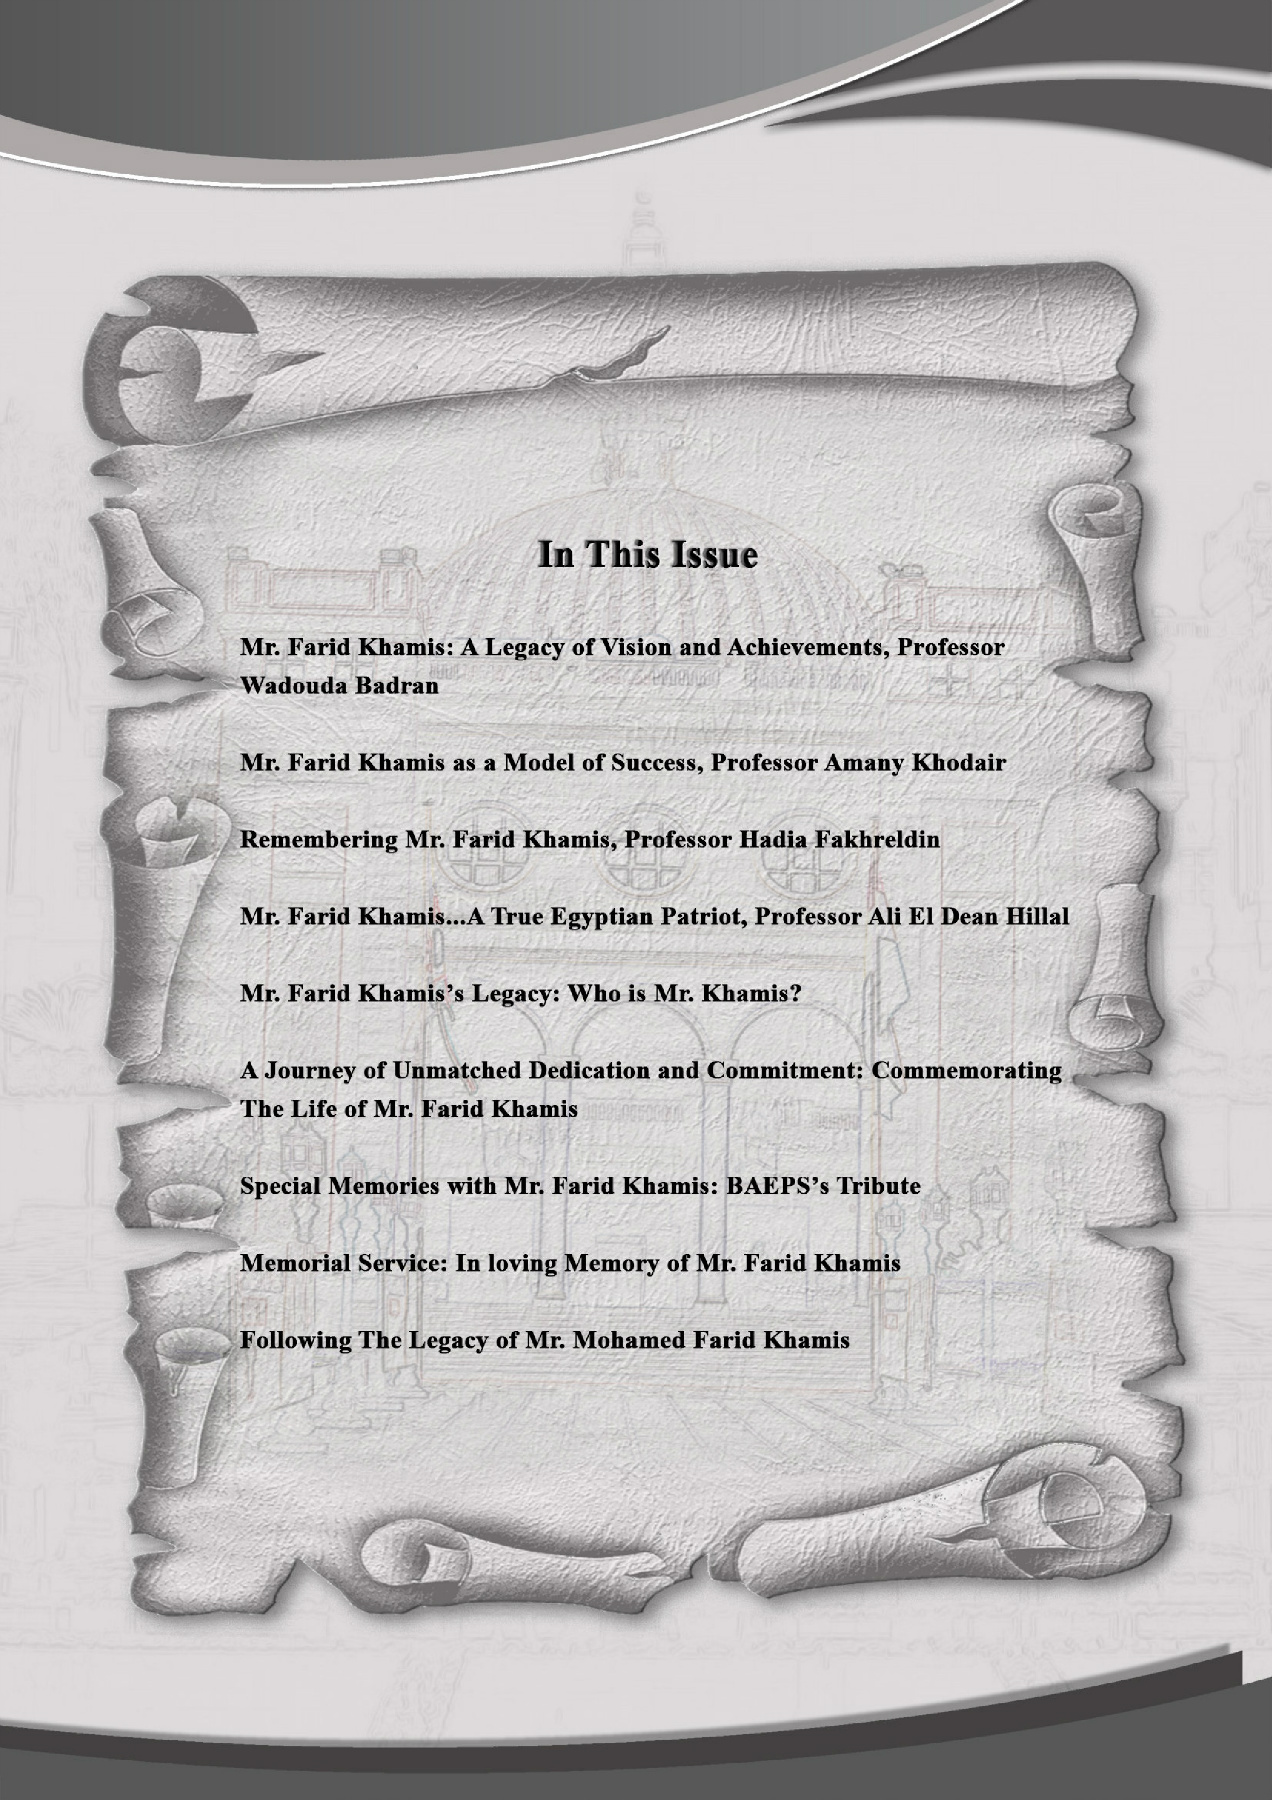 In This Issue
Mr. Farid Khamis: A Legacy of Vision and Achievements, Professor
Wadouda Badran
Mr. Farid Khamis as a Model of Success, Professor Amany Khodair
Remembering Mr. Farid Khamis, Professor Hadia Fakhreldin
Mr. Farid Khamis...A True Egyptian Patriot, Professor Ali El Dean Hillal
Mr. Farid Khamis’s Legacy: Who is Mr. Khamis?
A Journey of Unmatched Dedication and Commitment: Commemorating
The Life of Mr. Farid Khamis
Special Memories with Mr. Farid Khamis: BAEPS’s Tribute
Memorial Service: In loving Memory of Mr. Farid Khamis
Following The Legacy of Mr. Mohamed Farid Khamis